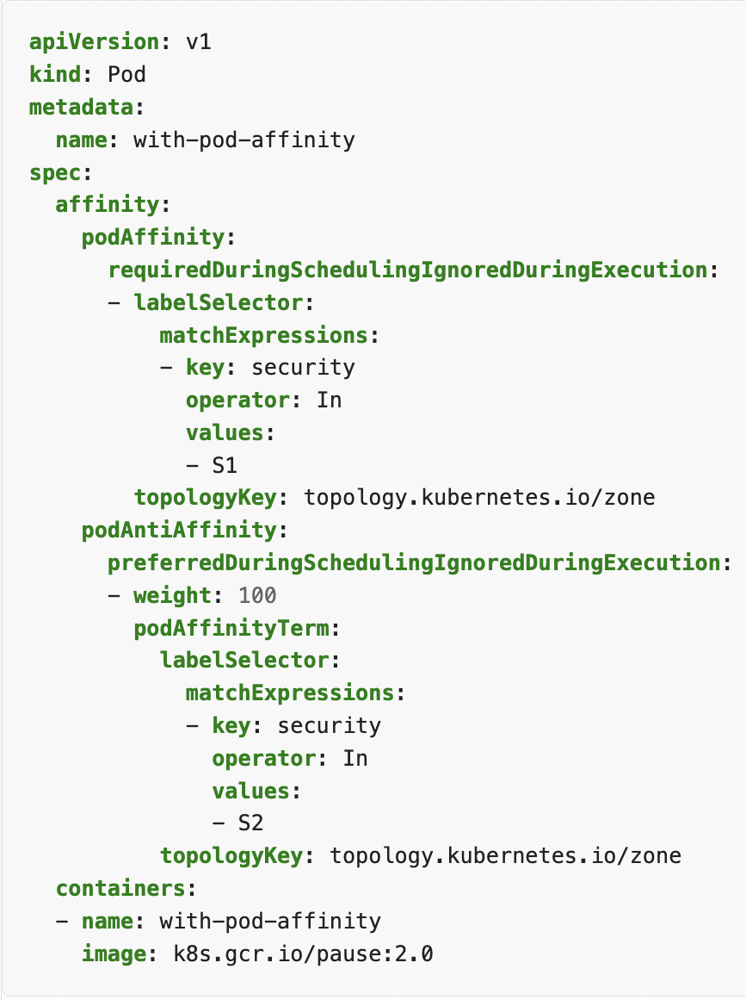 apiVersion: v1
kind: Pod
metadata:
  name: with-pod-affinity
spec:
  affinity:
    podAffinity:
      requiredDuringSchedulingIgnoredDuringExecution:
      - labelSelector:
          matchExpressions:
          - key: security
            operator: In
            values:
            - S1
        topologyKey: topology.kubernetes.io/zone
    podAntiAffinity:
      preferredDuringSchedulingIgnoredDuringExecution:
      - weight: 100
        podAffinityTerm:
          labelSelector:
            matchExpressions:
            - key: security
              operator: In
              values:
              - S2
          topologyKey: topology.kubernetes.io/zone
  containers:
  - name: with-pod-affinity
    image: k8s.gcr.io/pause:2.0